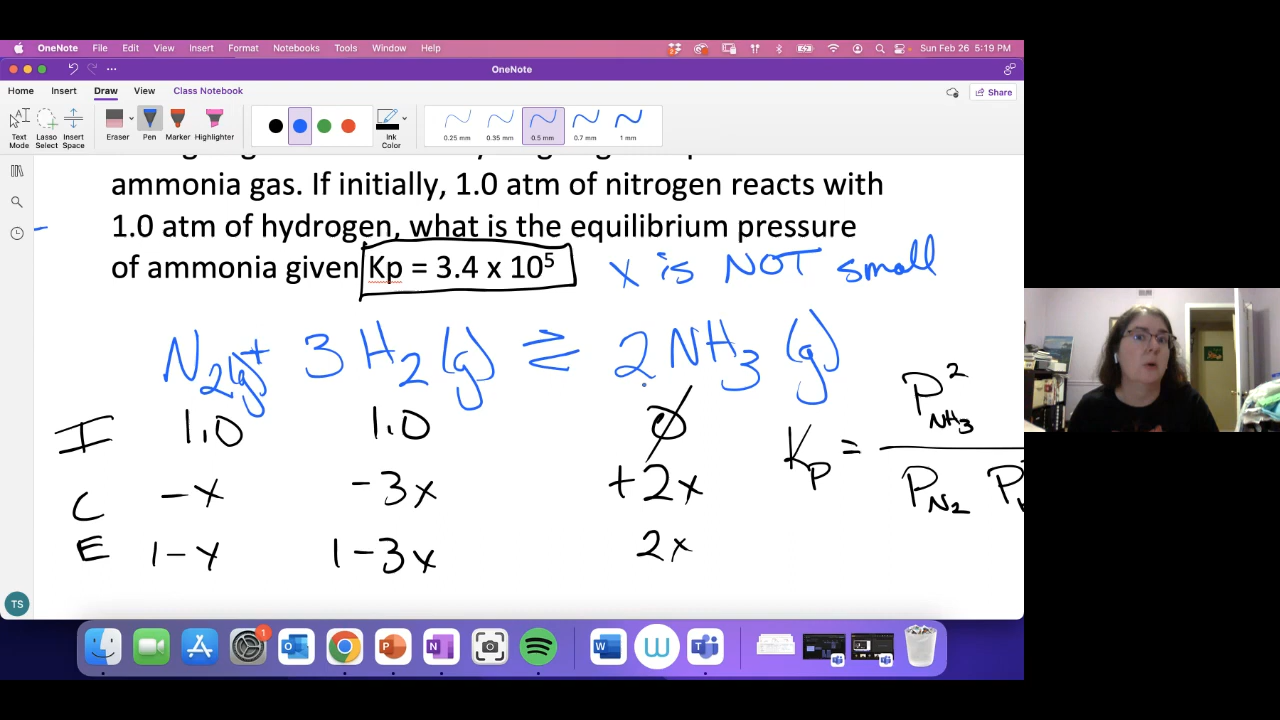 OneNote File Edit View Insert Format Notebooks Tools Window Help Sun Feb 26 5:19 PM
OneNote
Home Insert Draw View Class Notebook Share
Text Mode Lasso Select Insert Space Eraser Pen Marker Highlighter Ink Color 0.25 mm 0.35 mm 0.5 mm 0.7 mm 1 mm
ammonia gas. If initially, 1.0 atm of nitrogen reacts with
1.0 atm of hydrogen, what is the equilibrium pressure
of ammonia given Kp = 3.4 x 10⁵ x is NOT small
N₂(g) + 3 H₂(g) ⇌ 2NH₃(g)
I 1.0 1.0 0
C -x -3x +2x
E 1-x 1-3x 2x
Kp = P²NH₃
PN₂ P
TS
1